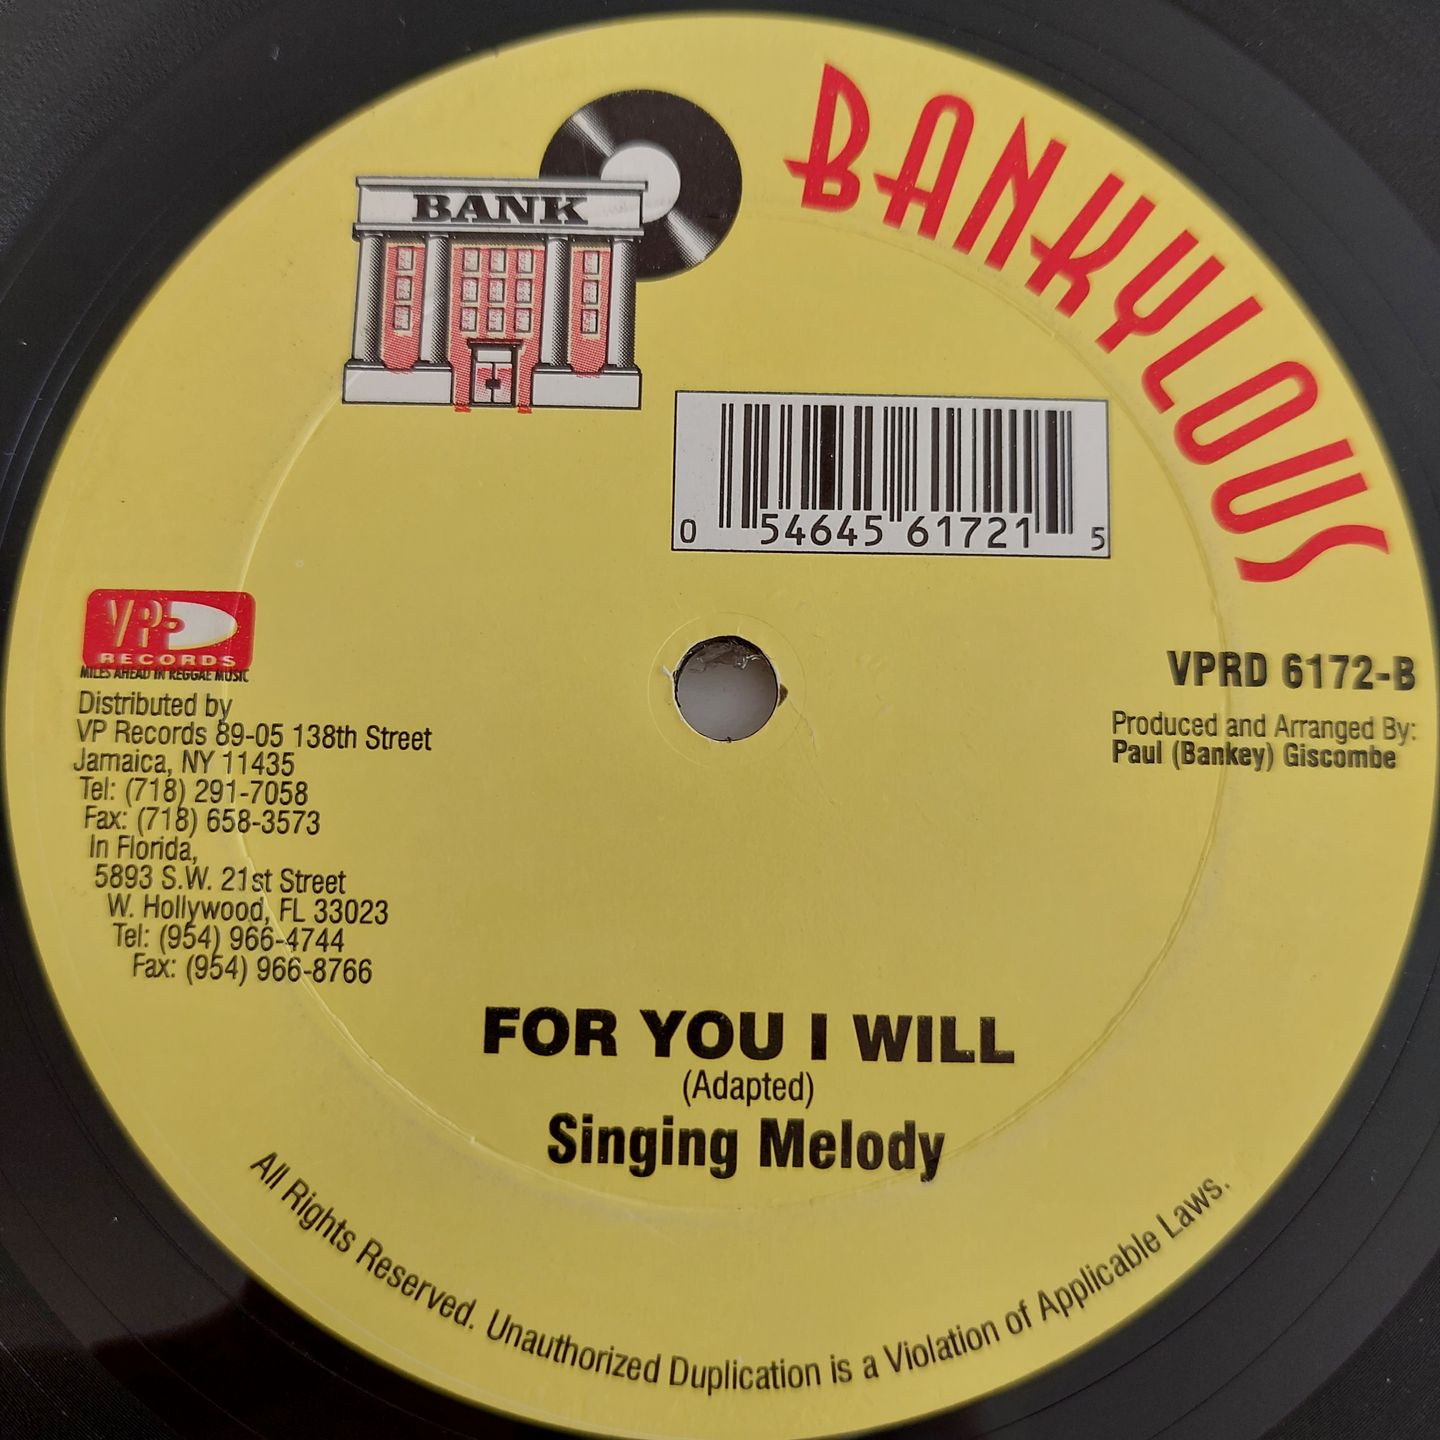 BANKYLOUS
BANK
0 54645 61721 5
VP
RECORDS
MILES AHEAD IN REGGAE MUSIC
Distributed by
VP Records 89-05 138th Street
Jamaica, NY 11435
Tel: (718) 291-7058
Fax: (718) 658-3573
In Florida,
5893 S.W. 21st Street
W. Hollywood, FL 33023
Tel: (954) 966-4744
Fax: (954) 966-8766
VPRD 6172-B
Produced and Arranged By:
Paul (Bankey) Giscombe
FOR YOU I WILL
(Adapted)
Singing Melody
All Rights Reserved. Unauthorized Duplication is a Violation of Applicable Laws.